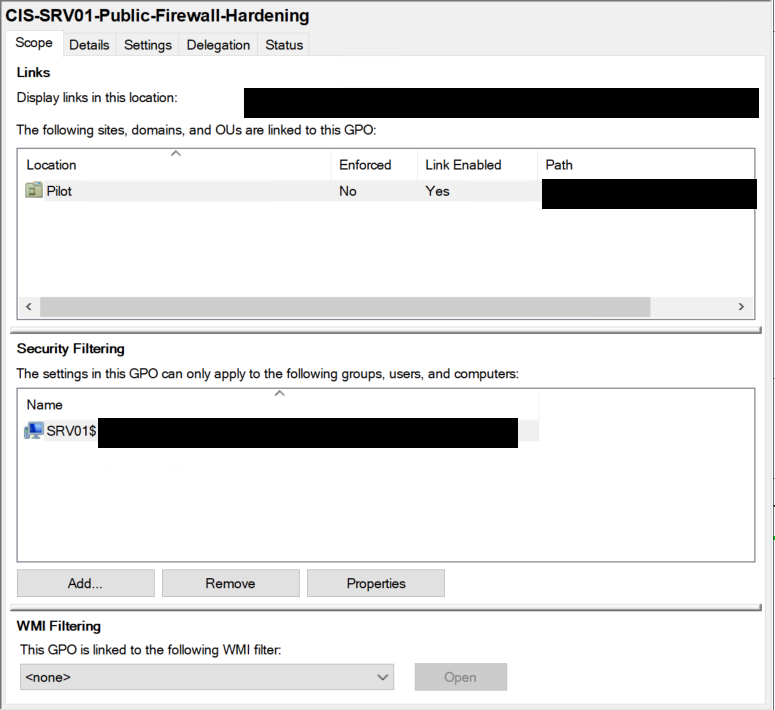 CIS-SRV01-Public-Firewall-Hardening
Scope Details Settings Delegation Status
Links
Display links in this location:
The following sites, domains, and OUs are linked to this GPO:
Location Enforced Link Enabled Path
Pilot No Yes
Security Filtering
The settings in this GPO can only apply to the following groups, users, and computers:
Name
SRV01$
Add... Remove Properties
WMI Filtering
This GPO is linked to the following WMI filter:
<none> Open